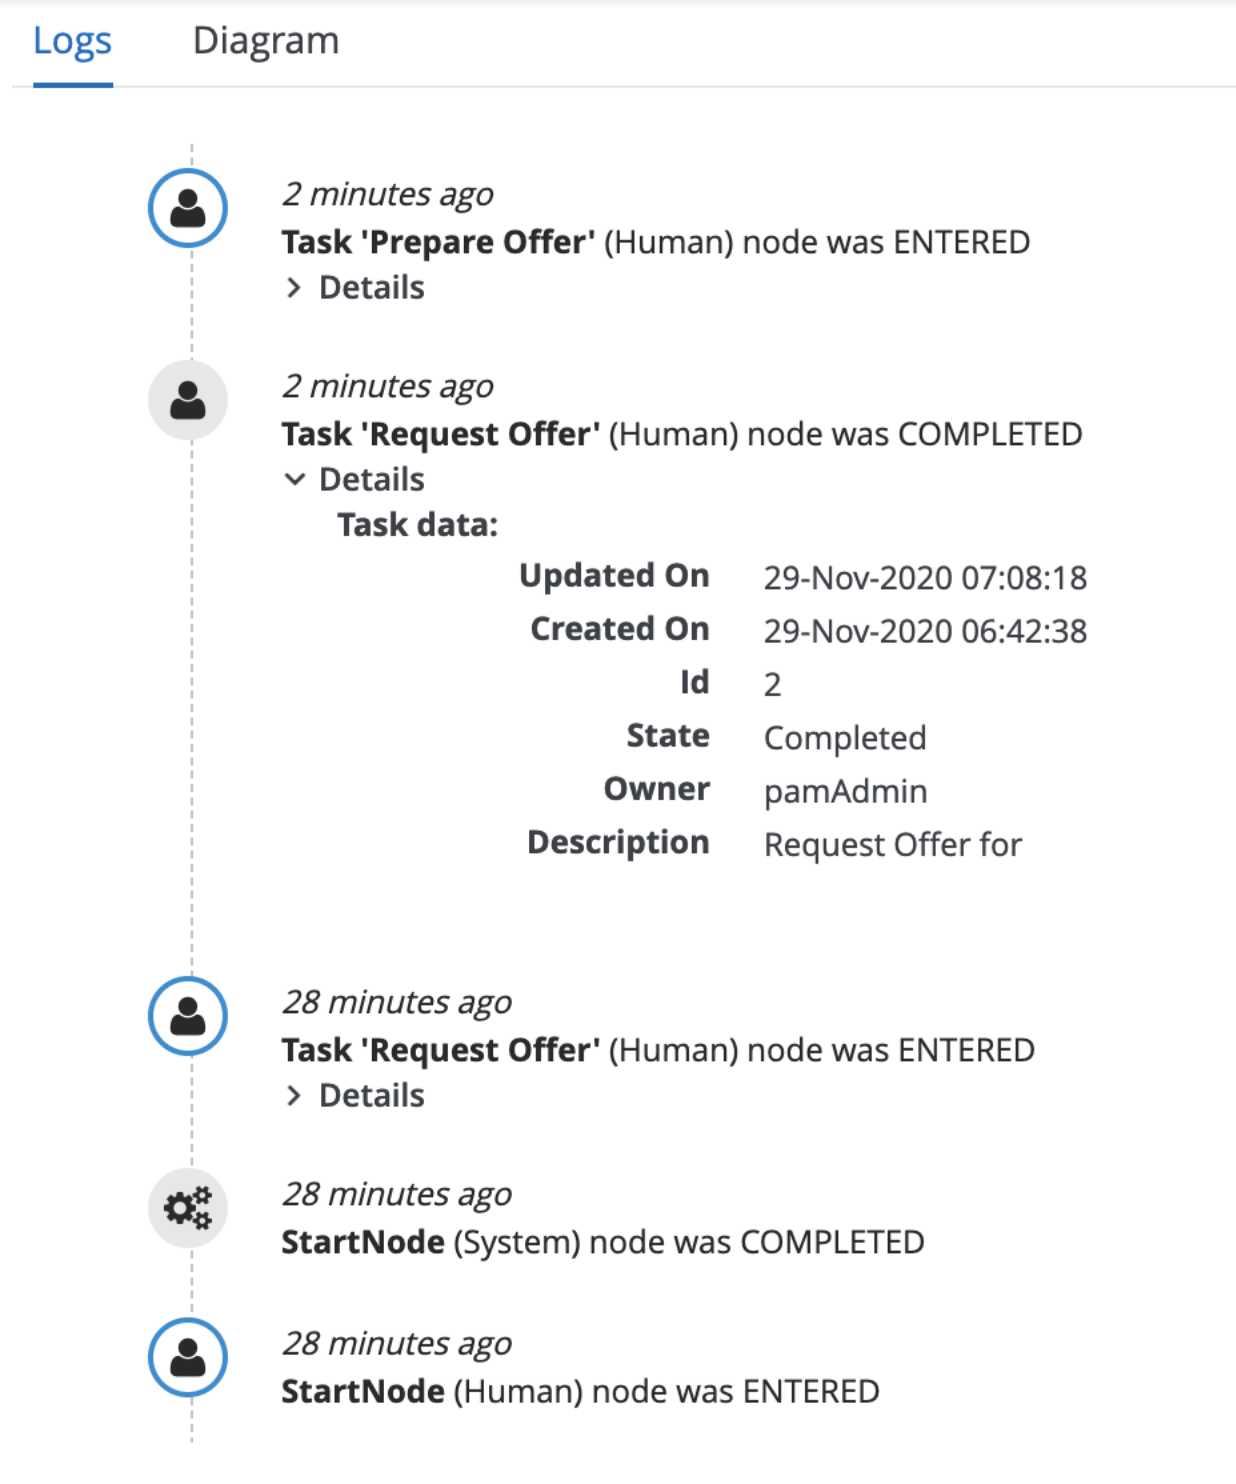 Logs Diagram
2 minutes ago
Task 'Prepare Offer' (Human) node was ENTERED
Details
2 minutes ago
Task 'Request Offer' (Human) node was COMPLETED
Details
Task data:
Updated On 29-Nov-2020 07:08:18
Created On 29-Nov-2020 06:42:38
Id 2
State Completed
Owner pamAdmin
Description Request Offer for
28 minutes ago
Task 'Request Offer' (Human) node was ENTERED
Details
28 minutes ago
StartNode (System) node was COMPLETED
28 minutes ago
StartNode (Human) node was ENTERED